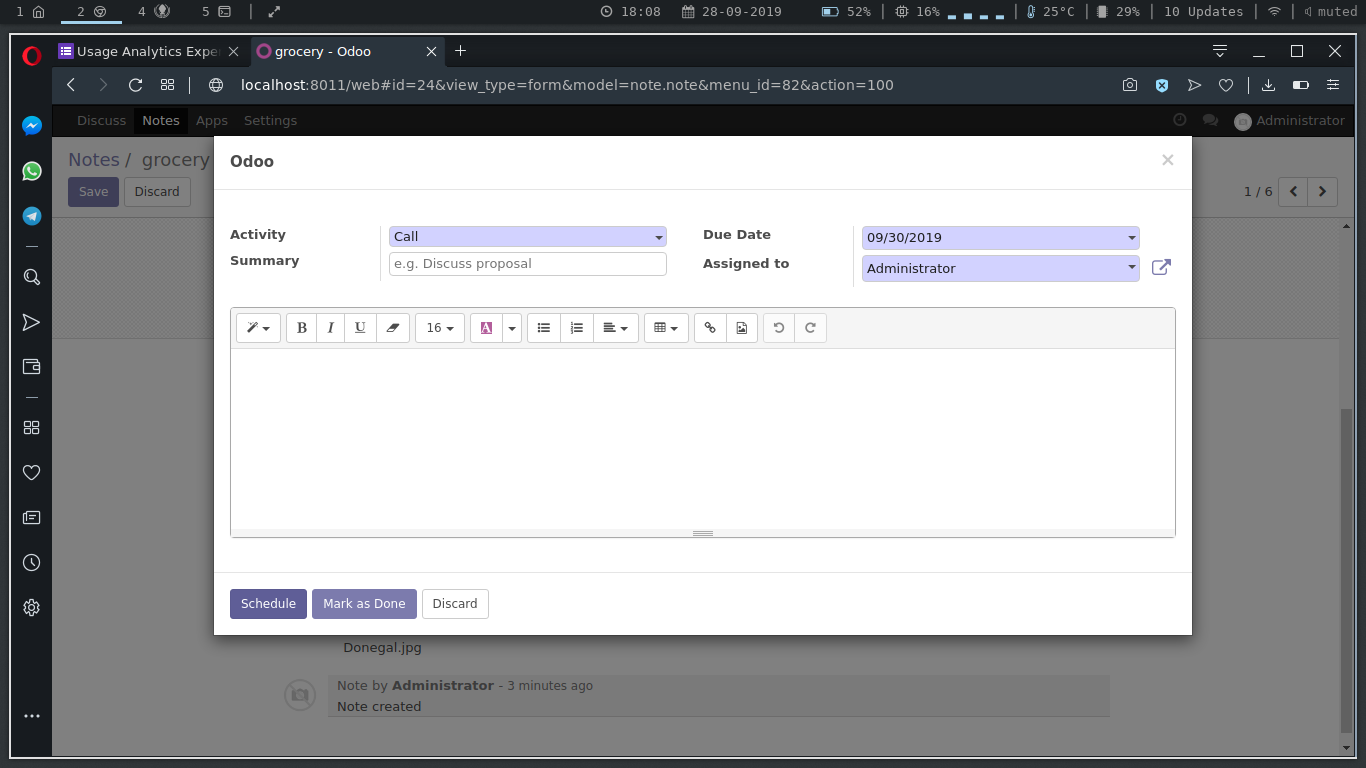 1 2 4 5 18:08 28-09-2019 52% 16% 25°C 29% 10 Updates muted
Usage Analytics Expe grocery - Odoo
localhost:8011/web#id=24&view_type=form&model=note.note&menu_id=82&action=100
Discuss Notes Apps Settings Administrator
Notes / grocery
Save Discard 1 / 6
Odoo ×
Activity Call Due Date 09/30/2019
Summary e.g. Discuss proposal Assigned to Administrator
B I U 16 A
Schedule Mark as Done Discard
Donegal.jpg
Note by Administrator - 3 minutes ago
Note created